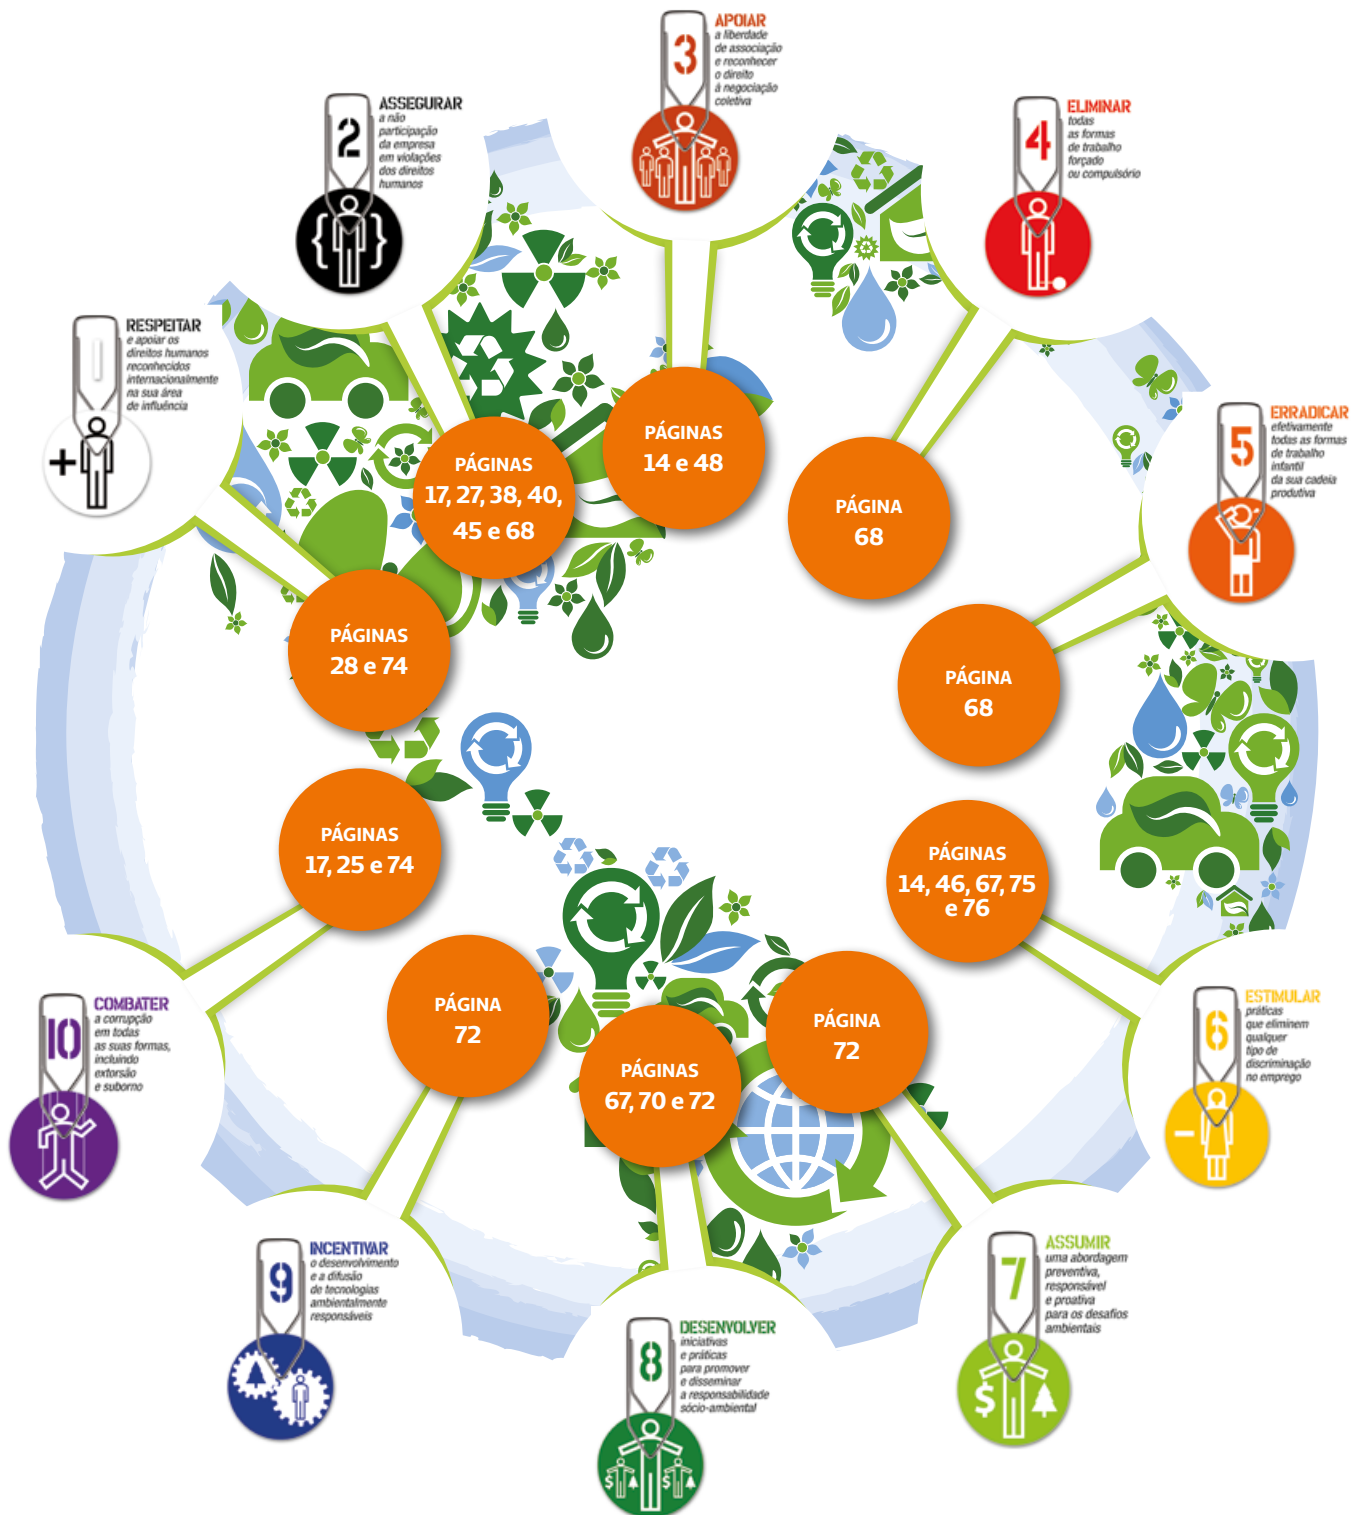 1
RESPEITAR
e apoiar os
direitos humanos
reconhecidos
internacionalmente
na sua área
de influência
PÁGINAS
28 e 74
2
ASSEGURAR
a não
participação
da empresa
em violações
dos direitos
humanos
PÁGINAS
17, 27, 38, 40,
45 e 68
3
APOIAR
a liberdade
de associação
e reconhecer
o direito
à negociação
coletiva
PÁGINAS
14 e 48
4
ELIMINAR
todas
as formas
de trabalho
forçado
ou compulsório
PÁGINA
68
5
ERRADICAR
efetivamente
todas as formas
de trabalho
infantil
da sua cadeia
produtiva
PÁGINA
68
6
ESTIMULAR
práticas
que eliminem
qualquer
tipo de
discriminação
no emprego
PÁGINAS
14, 46, 67, 75
e 76
7
ASSUMIR
uma abordagem
preventiva,
responsável
e proativa
para os desafios
ambientais
PÁGINA
72
8
DESENVOLVER
iniciativas
e práticas
para promover
e disseminar
a responsabilidade
sócio-ambiental
PÁGINAS
67, 70 e 72
9
INCENTIVAR
o desenvolvimento
e a difusão
de tecnologias
ambientalmente
responsáveis
PÁGINA
72
10
COMBATER
a corrupção
em todas
as suas formas,
incluindo
extorsão
e suborno
PÁGINAS
17, 25 e 74